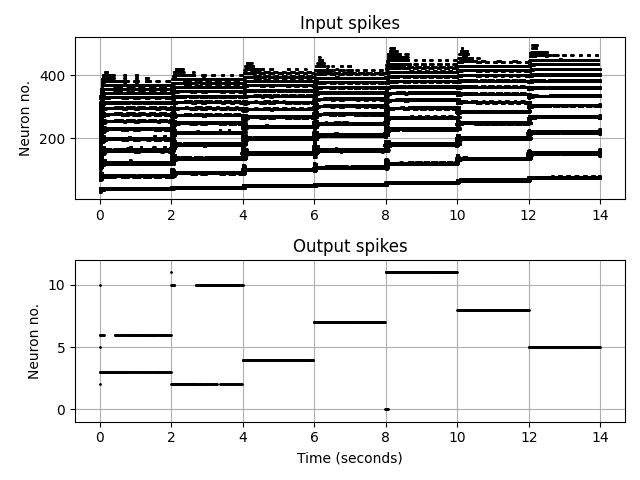 Input spikes
Neuron no.
400
200
0 2 4 6 8 10 12 14
Output spikes
Neuron no.
10
5
0
0 2 4 6 8 10 12 14
Time (seconds)